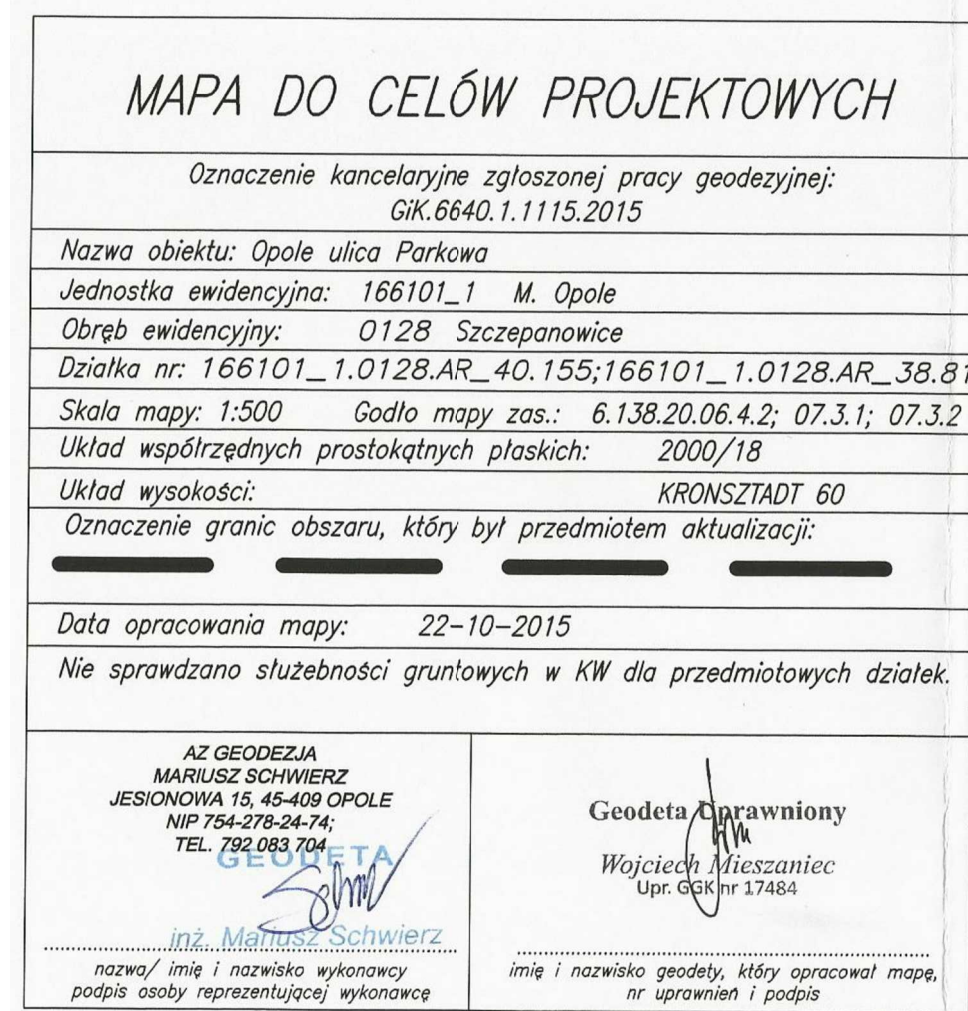 MAPA DO CELÓW PROJEKTOWYCH
Oznaczenie kancelaryjne zgłoszonej pracy geodezyjnej:
GiK.6640.1.1115.2015
Nazwa obiektu: Opole ulica Parkowa
Jednostka ewidencyjna: 166101_1 M. Opole
Obręb ewidencyjny: 0128 Szczepanowice
Działka nr: 166101_1.0128.AR_40.155;166101_1.0128.AR_38.81
Skala mapy: 1:500 Godło mapy zas.: 6.138.20.06.4.2; 07.3.1; 07.3.2
Układ współrzędnych prostokątnych płaskich: 2000/18
Układ wysokości: KRONSZTADT 60
Oznaczenie granic obszaru, który był przedmiotem aktualizacji:
Data opracowania mapy: 22-10-2015
Nie sprawdzano służebności gruntowych w KW dla przedmiotowych działek.
AZ GEODEZJA
MARIUSZ SCHWIERZ
JESIONOWA 15, 45-409 OPOLE
NIP 754-278-24-74;
TEL. 792 083 704
GEODETA
inż. Mariusz Schwierz
nazwa/ imię i nazwisko wykonawcy
podpis osoby reprezentującej wykonawcę
Geodeta Uprawniony
Wojciech Mieszaniec
Upr. GGK nr 17484
imię i nazwisko geodety, który opracował mapę,
nr uprawnień i podpis